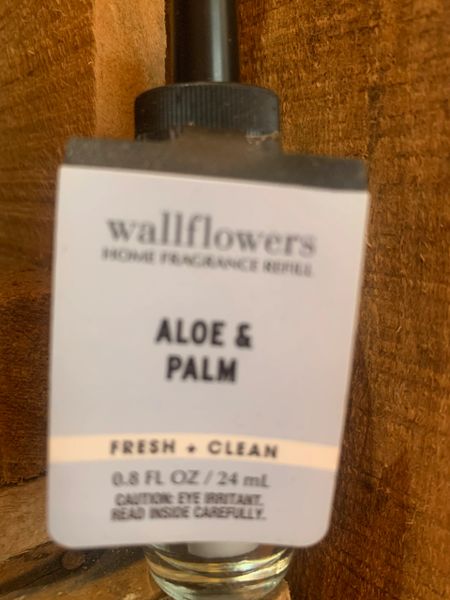 wallflowers
HOME FRAGRANCE REFILL
ALOE &
PALM
FRESH + CLEAN
0.8 FL OZ / 24 mL
CAUTION: EYE IRRITANT.
READ INSIDE CAREFULLY.